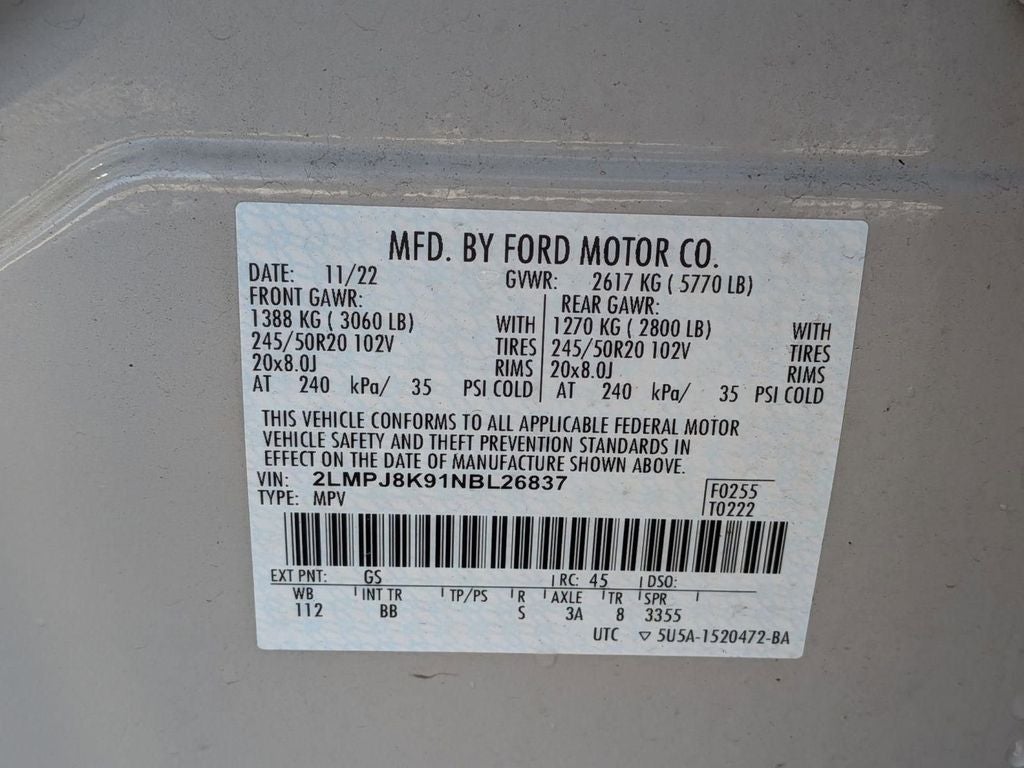 MFD. BY FORD MOTOR CO.
DATE: 11/22 GVWR: 2617 KG ( 5770 LB)
FRONT GAWR: REAR GAWR:
1388 KG ( 3060 LB) WITH 1270 KG ( 2800 LB) WITH
245/50R20 102V TIRES 245/50R20 102V TIRES
20x8.0J RIMS 20x8.0J RIMS
AT 240 kPa/ 35 PSI COLD AT 240 kPa/ 35 PSI COLD
THIS VEHICLE CONFORMS TO ALL APPLICABLE FEDERAL MOTOR
VEHICLE SAFETY AND THEFT PREVENTION STANDARDS IN
EFFECT ON THE DATE OF MANUFACTURE SHOWN ABOVE.
VIN: 2LMPJ8K91NBL26837
TYPE: MPV
F0255
T0222
EXT PNT: GS RC: 45 DSO:
WB INT TR TP/PS R AXLE TR SPR
112 BB S 3A 8 3355
UTC ▽ 5U5A-1520472-BA